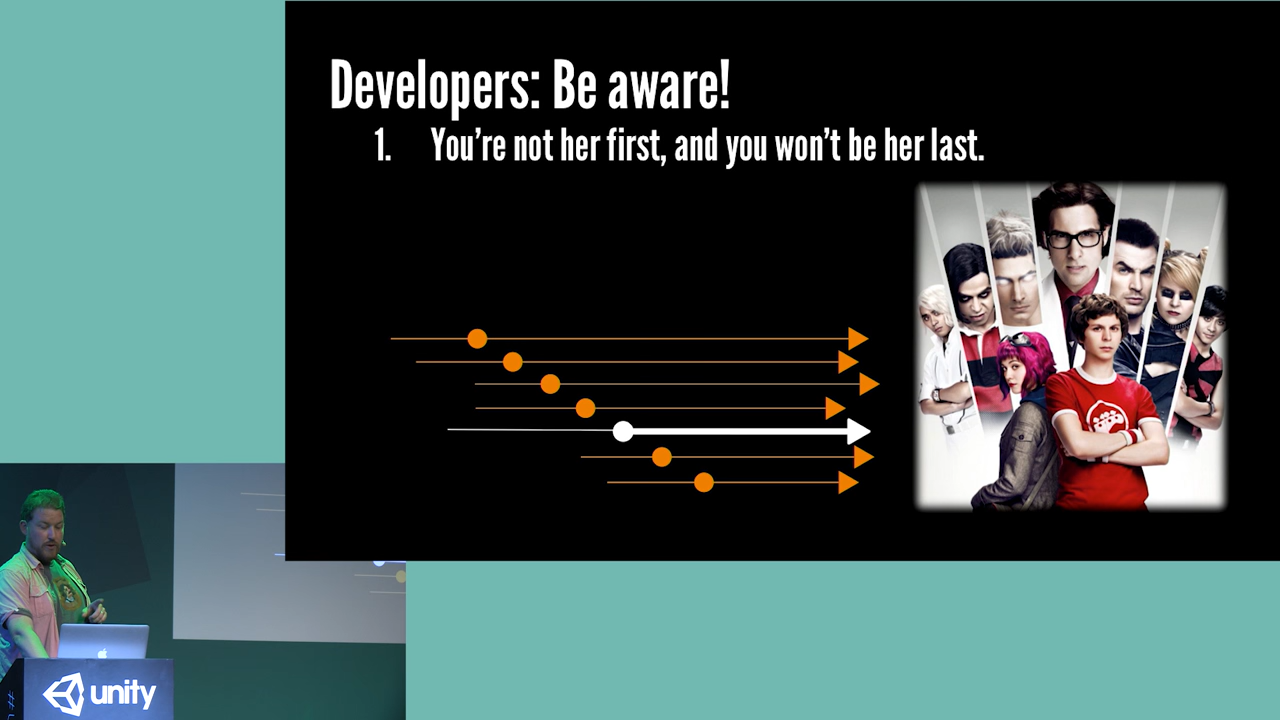 Developers: Be aware!
1. You're not her first, and you won't be her last.
unity